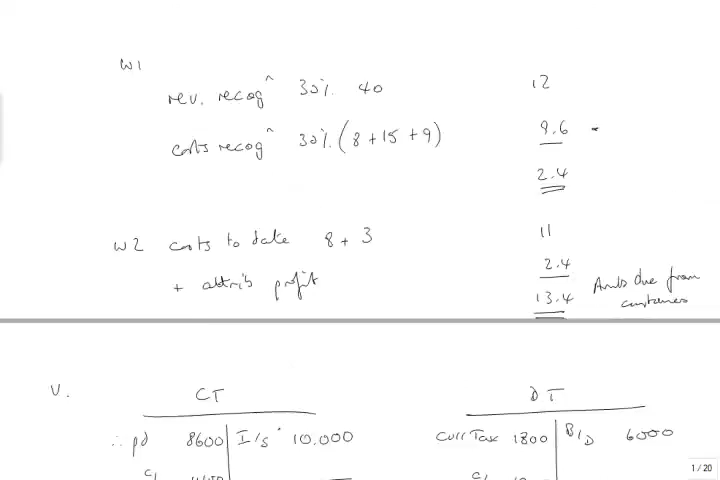 W1
rev. recog^n 30% 40 12
costs recog^n 30% (8 + 15 + 9) 9.6
2.4
W2 costs to date 8 + 3 11
+ attrib profit 2.4
13.4 Amts due from customers
V.
CT DT
∴ pd 8600 I/S 10,000 Curr Tax 1800 B/D 6000
1 / 20